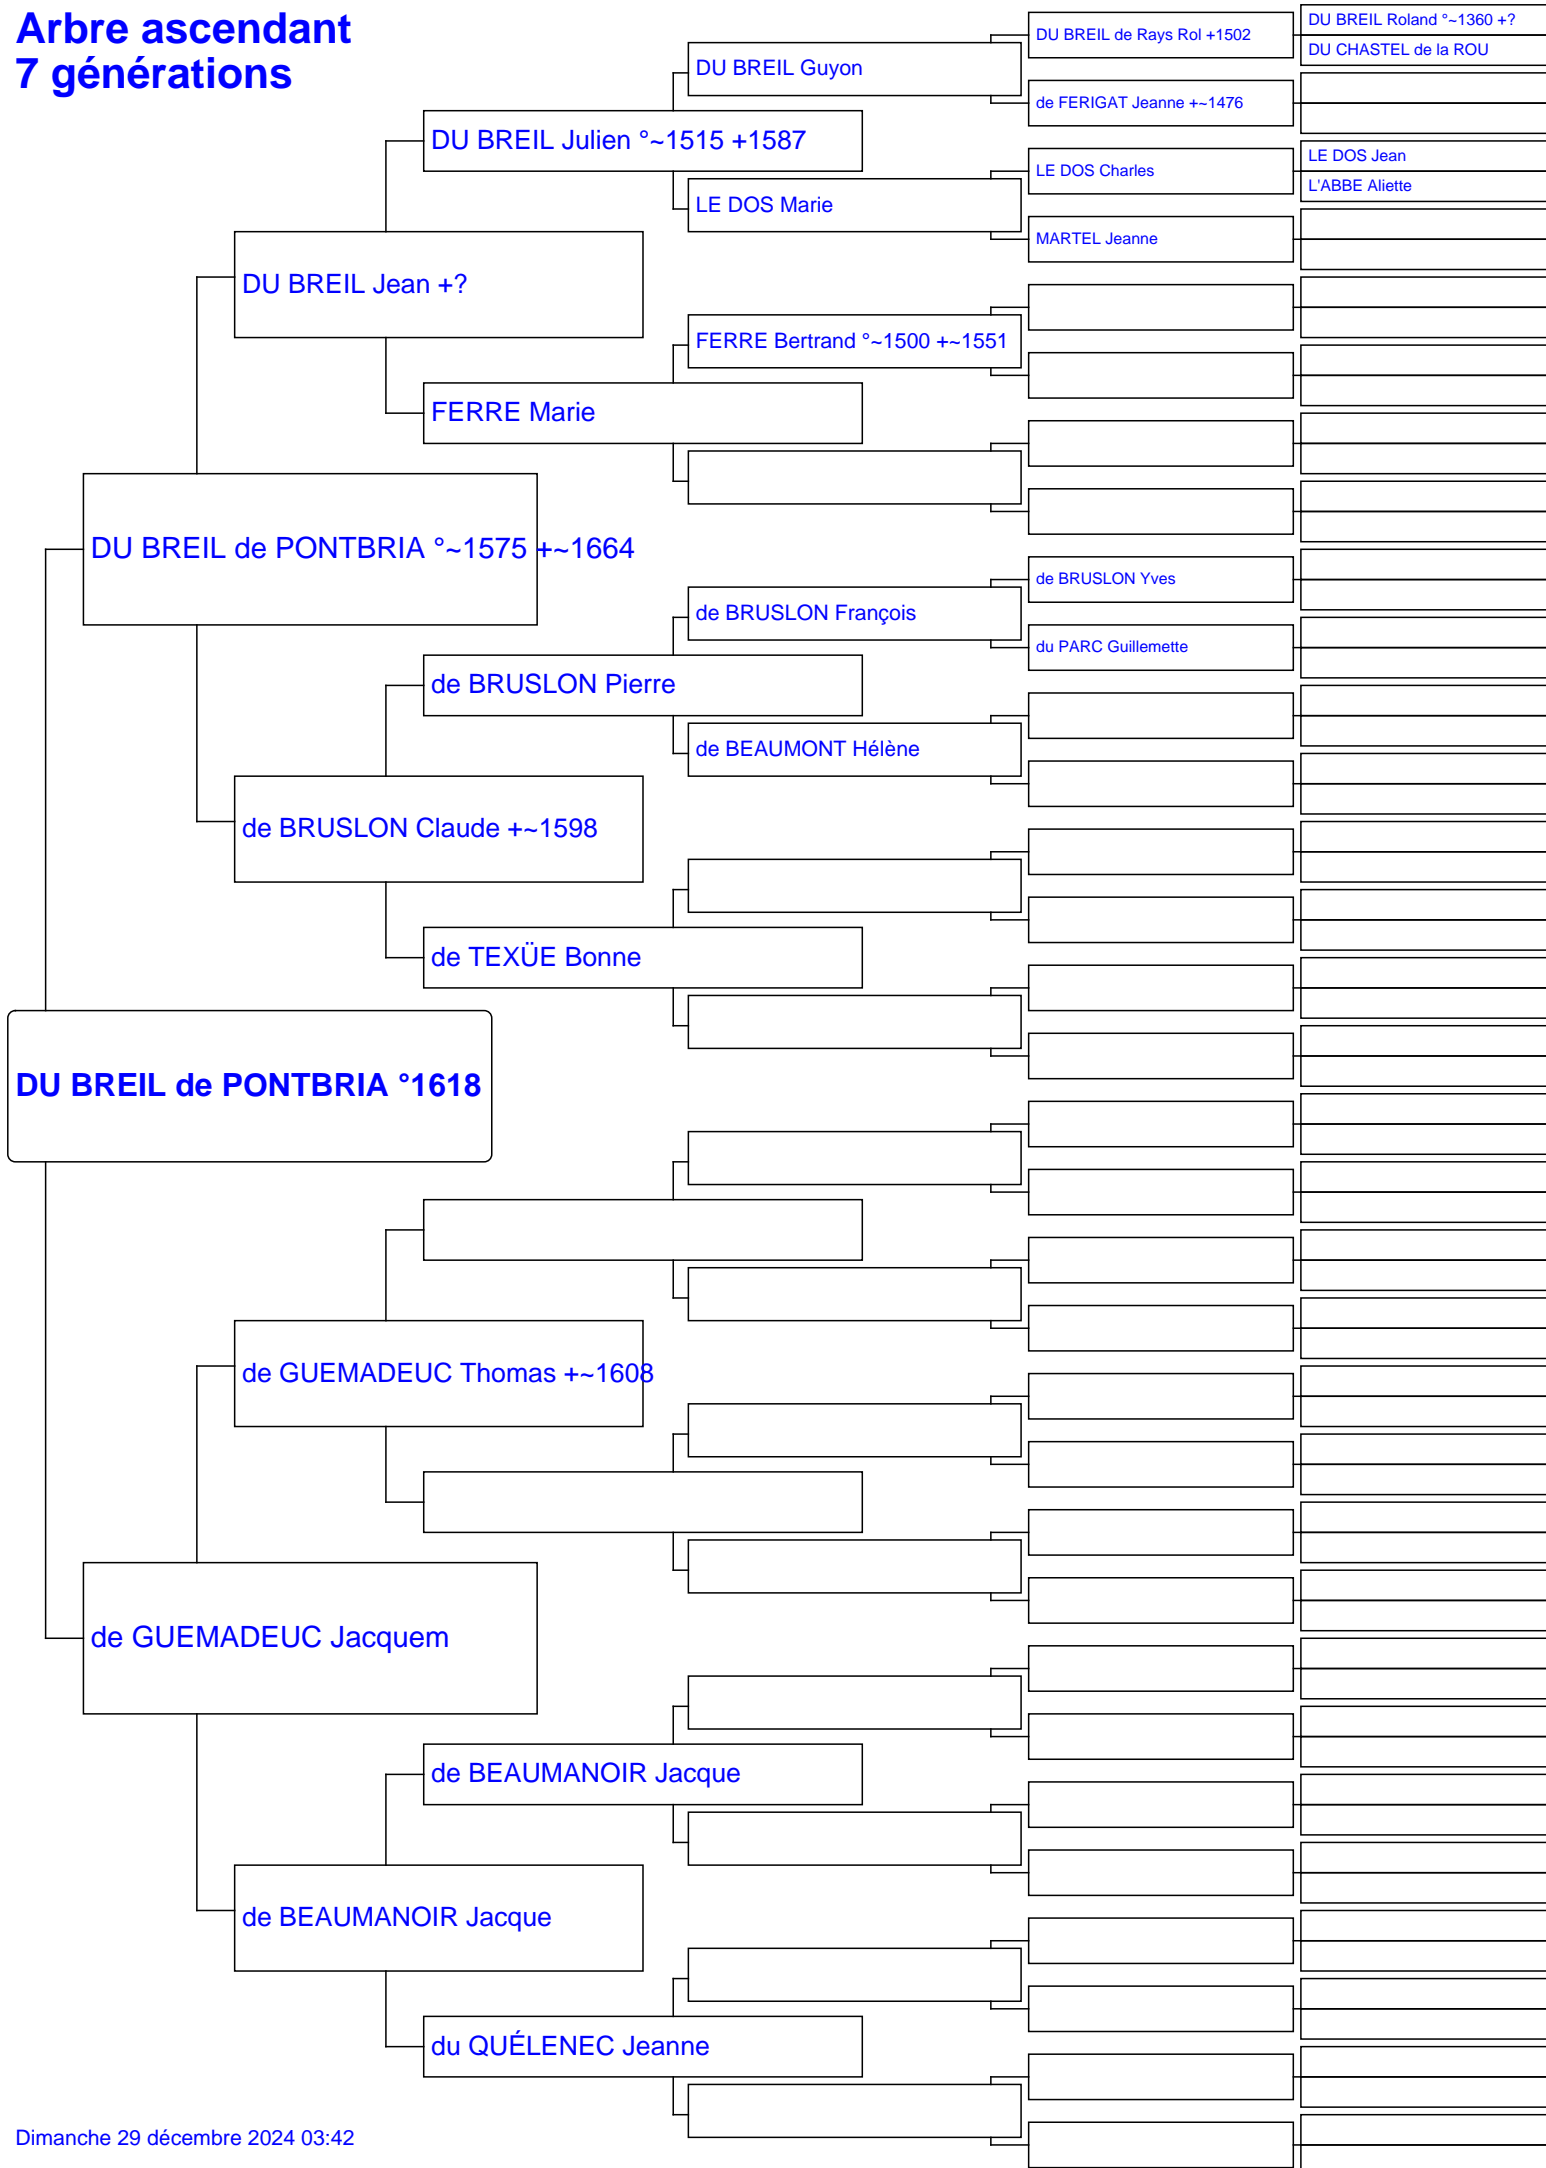 Arbre ascendant
7 générations
DU BREIL de PONTBRIA °1618
DU BREIL de PONTBRIA °~1575 +~1664
de GUEMADEUC Jacquem
DU BREIL Jean +?
de BRUSLON Claude +~1598
de GUEMADEUC Thomas +~1608
de BEAUMANOIR Jacque
DU BREIL Julien °~1515 +1587
FERRE Marie
de BRUSLON Pierre
de TEXÜE Bonne
de BEAUMANOIR Jacque
du QUÉLENEC Jeanne
DU BREIL Guyon
LE DOS Marie
FERRE Bertrand °~1500 +~1551
de BRUSLON François
de BEAUMONT Hélène
DU BREIL de Rays Rol +1502
de FERIGAT Jeanne +~1476
LE DOS Charles
MARTEL Jeanne
de BRUSLON Yves
du PARC Guillemette
DU BREIL Roland °~1360 +?
DU CHASTEL de la ROU
LE DOS Jean
L'ABBE Aliette
Dimanche 29 décembre 2024 03:42